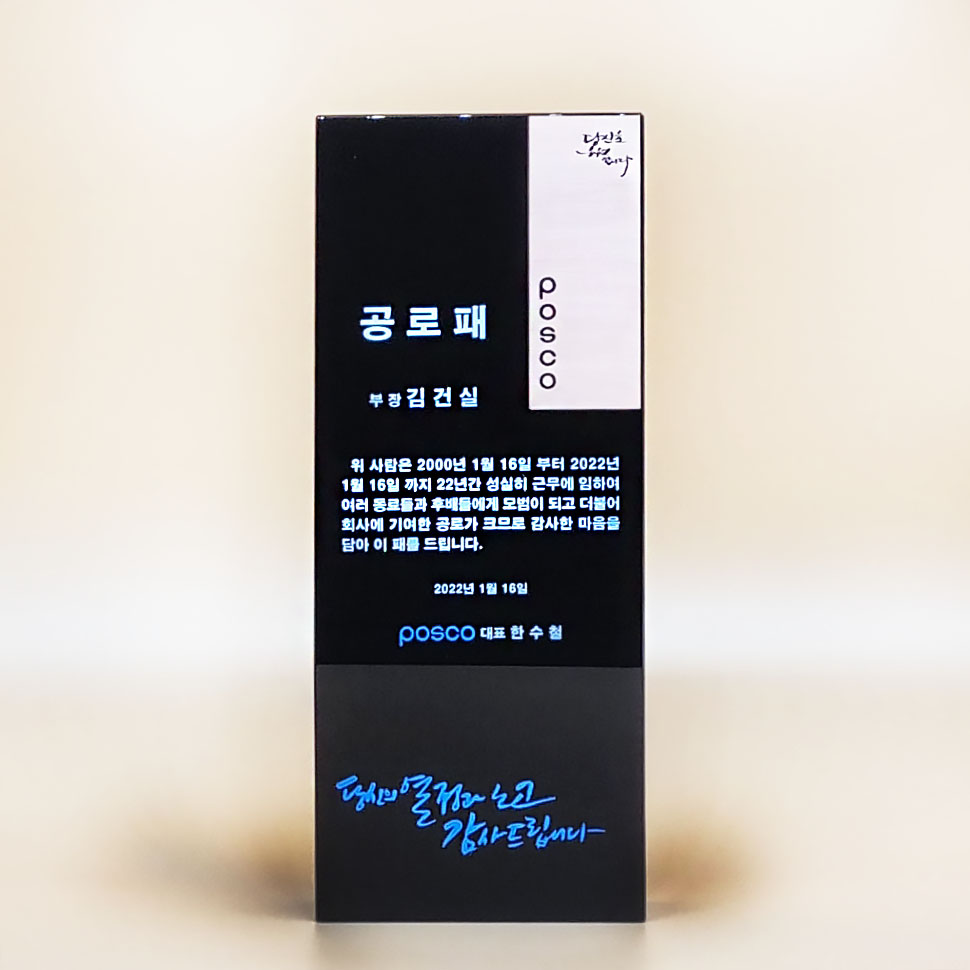 posco
공로패
부장 김건실
위 사람은 2000년 1월 16일 부터 2022년
1월 16일 까지 22년간 성실히 근무에 임하여
여러 동료들과 후배들에게 모범이 되고 더불어
회사에 기여한 공로가 크므로 감사한 마음을
담아 이 패를 드립니다.
2022년 1월 16일
posco 대표 한수철
당신의 열정과 노고
감사드립니다